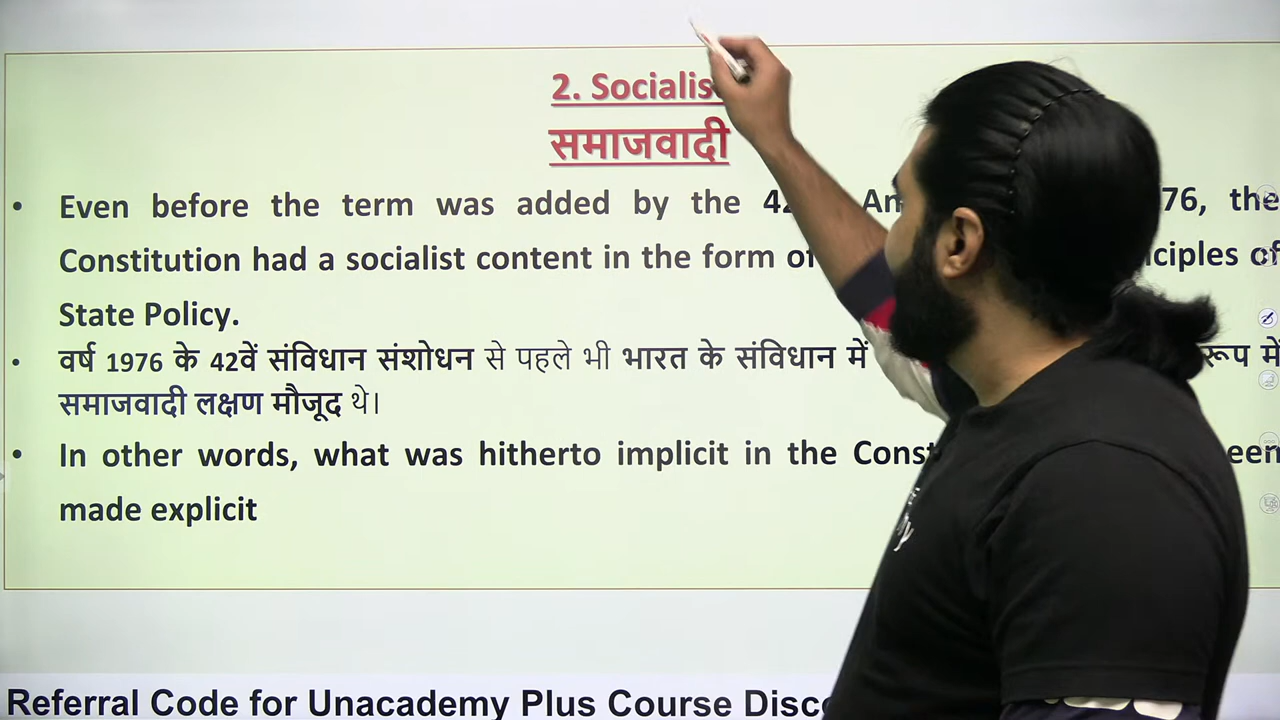 2. Socialis
समाजवादी
• Even before the term was added by the 42 An 76, the
Constitution had a socialist content in the form of ciples of
State Policy.
• वर्ष 1976 के 42वें संविधान संशोधन से पहले भी भारत के संविधान में रूप में
समाजवादी लक्षण मौजूद थे।
• In other words, what was hitherto implicit in the Const een
made explicit
Referral Code for Unacademy Plus Course Disco